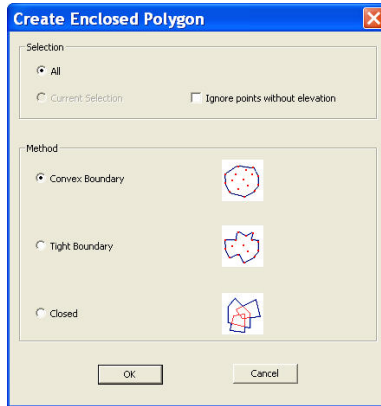 Create Enclosed Polygon
Selection
All
Current Selection
Ignore points without elevation
Method
Convex Boundary
Tight Boundary
Closed
OK
Cancel